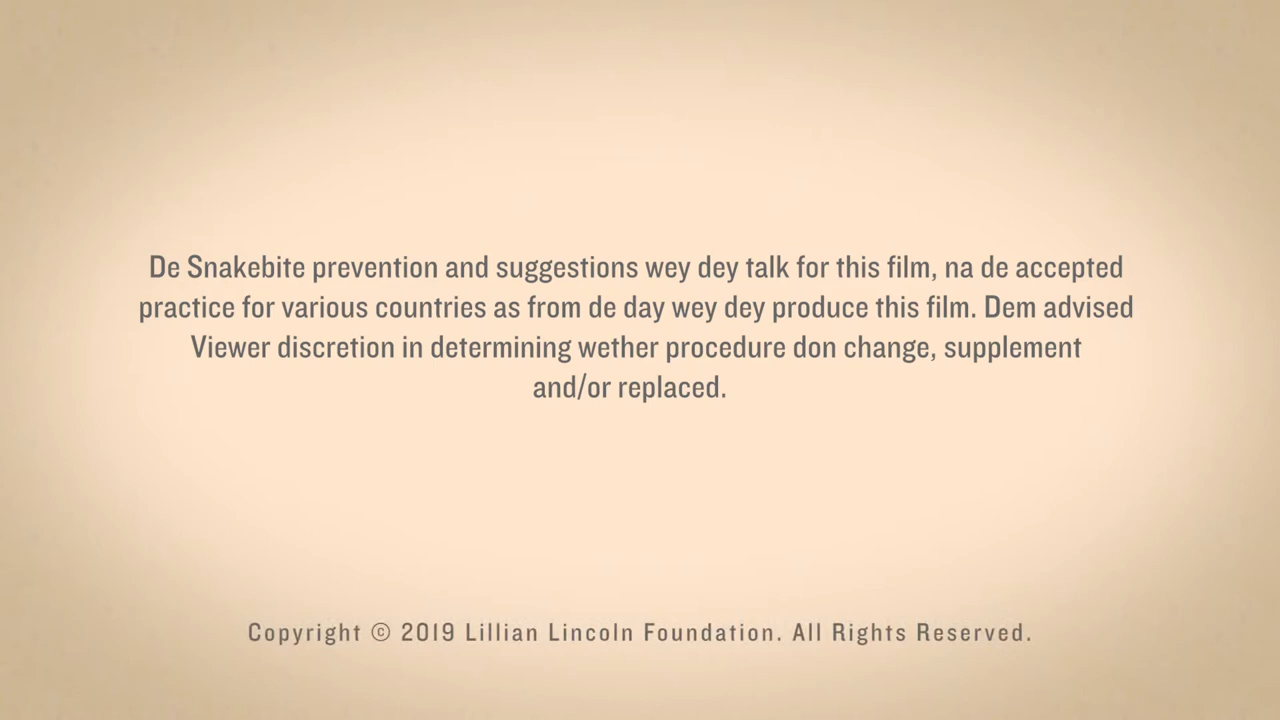 De Snakebite prevention and suggestions wey dey talk for this film, na de accepted
practice for various countries as from de day wey dey produce this film. Dem advised
Viewer discretion in determining wether procedure don change, supplement
and/or replaced.
Copyright © 2019 Lillian Lincoln Foundation. All Rights Reserved.